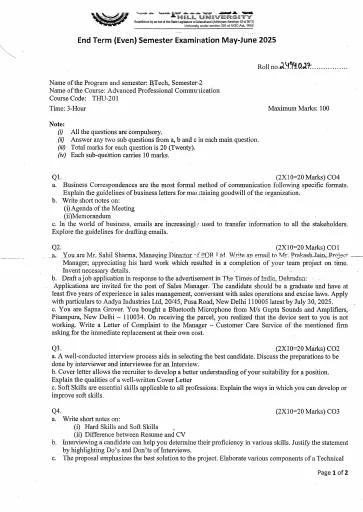 HILL UNIVERSITY
End Term (Even) Semester Examination May-June 2025
Roll no.
Name of the Program and semester: BTech, Semester-2
Name of the Course: Advanced Professional Communication
Course Code: THU-201
Time: 3-Hour Maximum Marks: 100
Note:
(i) All the questions are compulsory.
(ii) Answer any two sub questions from a, b and c in each main question.
(iii) Total marks for each question is 20 (Twenty).
(iv) Each sub-question carries 10 marks.
Q1. (2X10=20 Marks) CO4
a. Business Correspondences are the most formal method of communication following specific formats.
Explain the guidelines of business letters for maintaining goodwill of the organization.
b. Write short notes on:
(i) Agenda of the Meeting
(ii)Memorandum
c. In the world of business, emails are increasingly used to transfer information to all the stakeholders.
Explore the guidelines for drafting emails.
Q2. (2X10=20 Marks) CO1
a. You are Mr. Sahil Sharma, Managing Director of Ltd. Write an email to Mr. Prakash Jain, Project
Manager; appreciating his hard work which resulted in completion of your team project on time.
Invent necessary details.
b. Draft a job application in response to the advertisement in The Times of India, Dehradun:
Applications are invited for the post of Sales Manager. The candidate should be a graduate and have at
least five years of experience in sales management, conversant with sales operations and excise laws. Apply
with particulars to Aadya Industries Ltd, 20/45, Pusa Road, New Delhi 110005 latest by July 30, 2025.
c. You are Sapna Grover. You bought a Bluetooth Microphone from M/s Gupta Sounds and Amplifiers,
Pitampura, New Delhi – 110034. On receiving the parcel, you realized that the device sent to you is not
working. Write a Letter of Complaint to the Manager – Customer Care Service of the mentioned firm
asking for the immediate replacement at their own cost.
Q3. (2X10=20 Marks) CO2
a. A well-conducted interview process aids in selecting the best candidate. Discuss the preparations to be
done by interviewer and interviewee for an Interview.
b. Cover letter allows the recruiter to develop a better understanding of your suitability for a position.
Explain the qualities of a well-written Cover Letter
c. Soft Skills are essential skills applicable to all professions. Explain the ways in which you can develop or
improve soft skills.
Q4. (2X10=20 Marks) CO3
a. Write short notes on:
(i) Hard Skills and Soft Skills
(ii) Difference between Resume and CV
b. Interviewing a candidate can help you determine their proficiency in various skills. Justify the statement
by highlighting Do's and Don'ts of Interviews.
c. The proposal emphasizes the best solution to the project. Elaborate various components of a Technical
Page 1 of 2